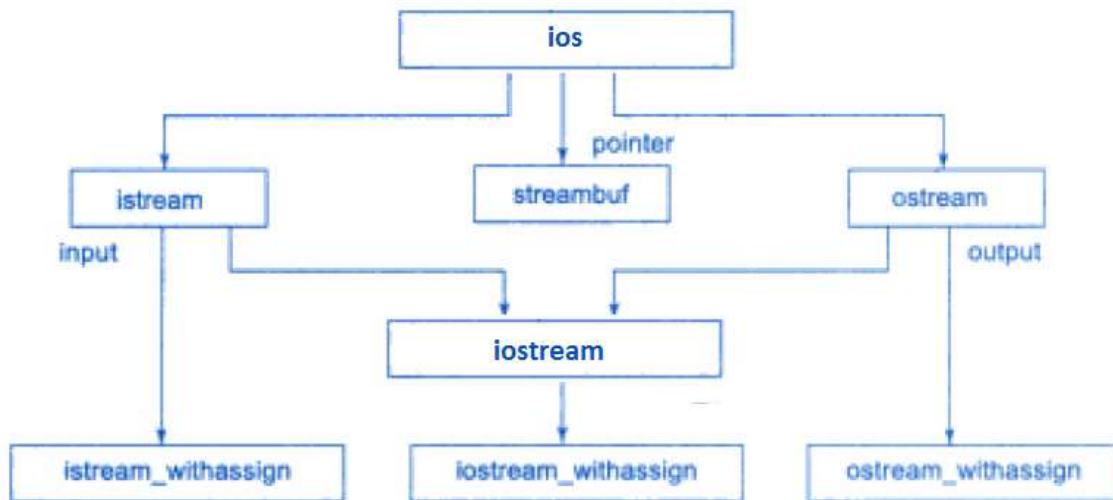 ios
pointer
istream
streambuf
ostream
input
output
iostream
istream_withassign
iostream_withassign
ostream_withassign